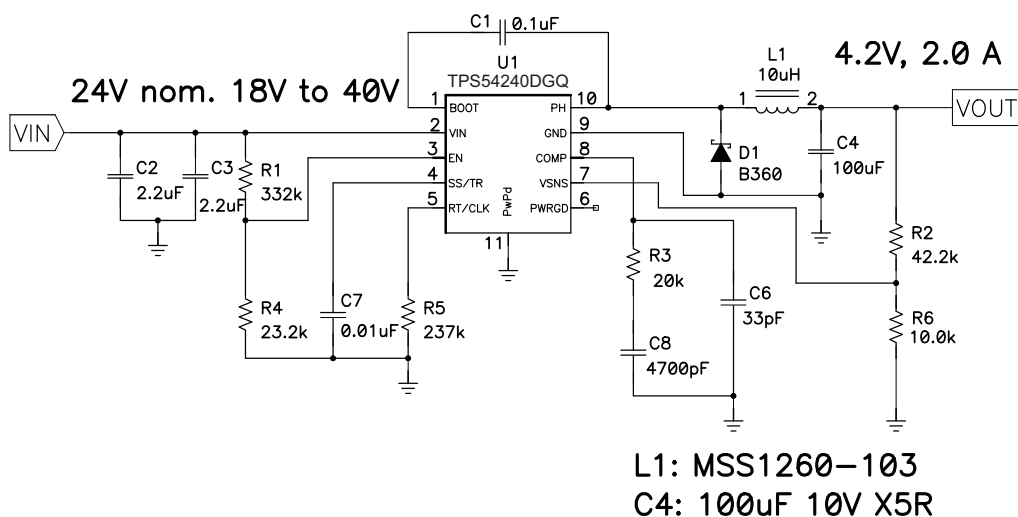 C1
0.1uF
U1
TPS54240DGQ
L1
10uH
4.2V, 2.0 A
24V nom. 18V to 40V
1 BOOT
PH 10
1 2
VOUT
VIN
2 VIN
GND 9
3 EN
COMP 8
4 SS/TR
VSNS 7
5 RT/CLK
PWRGD 6
PwPd
11
C2
2.2uF
C3
2.2uF
R1
332k
D1
B360
C4
100uF
R2
42.2k
R3
20k
C6
33pF
R4
23.2k
C7
0.01uF
R5
237k
R6
10.0k
C8
4700pF
L1: MSS1260-103
C4: 100uF 10V X5R